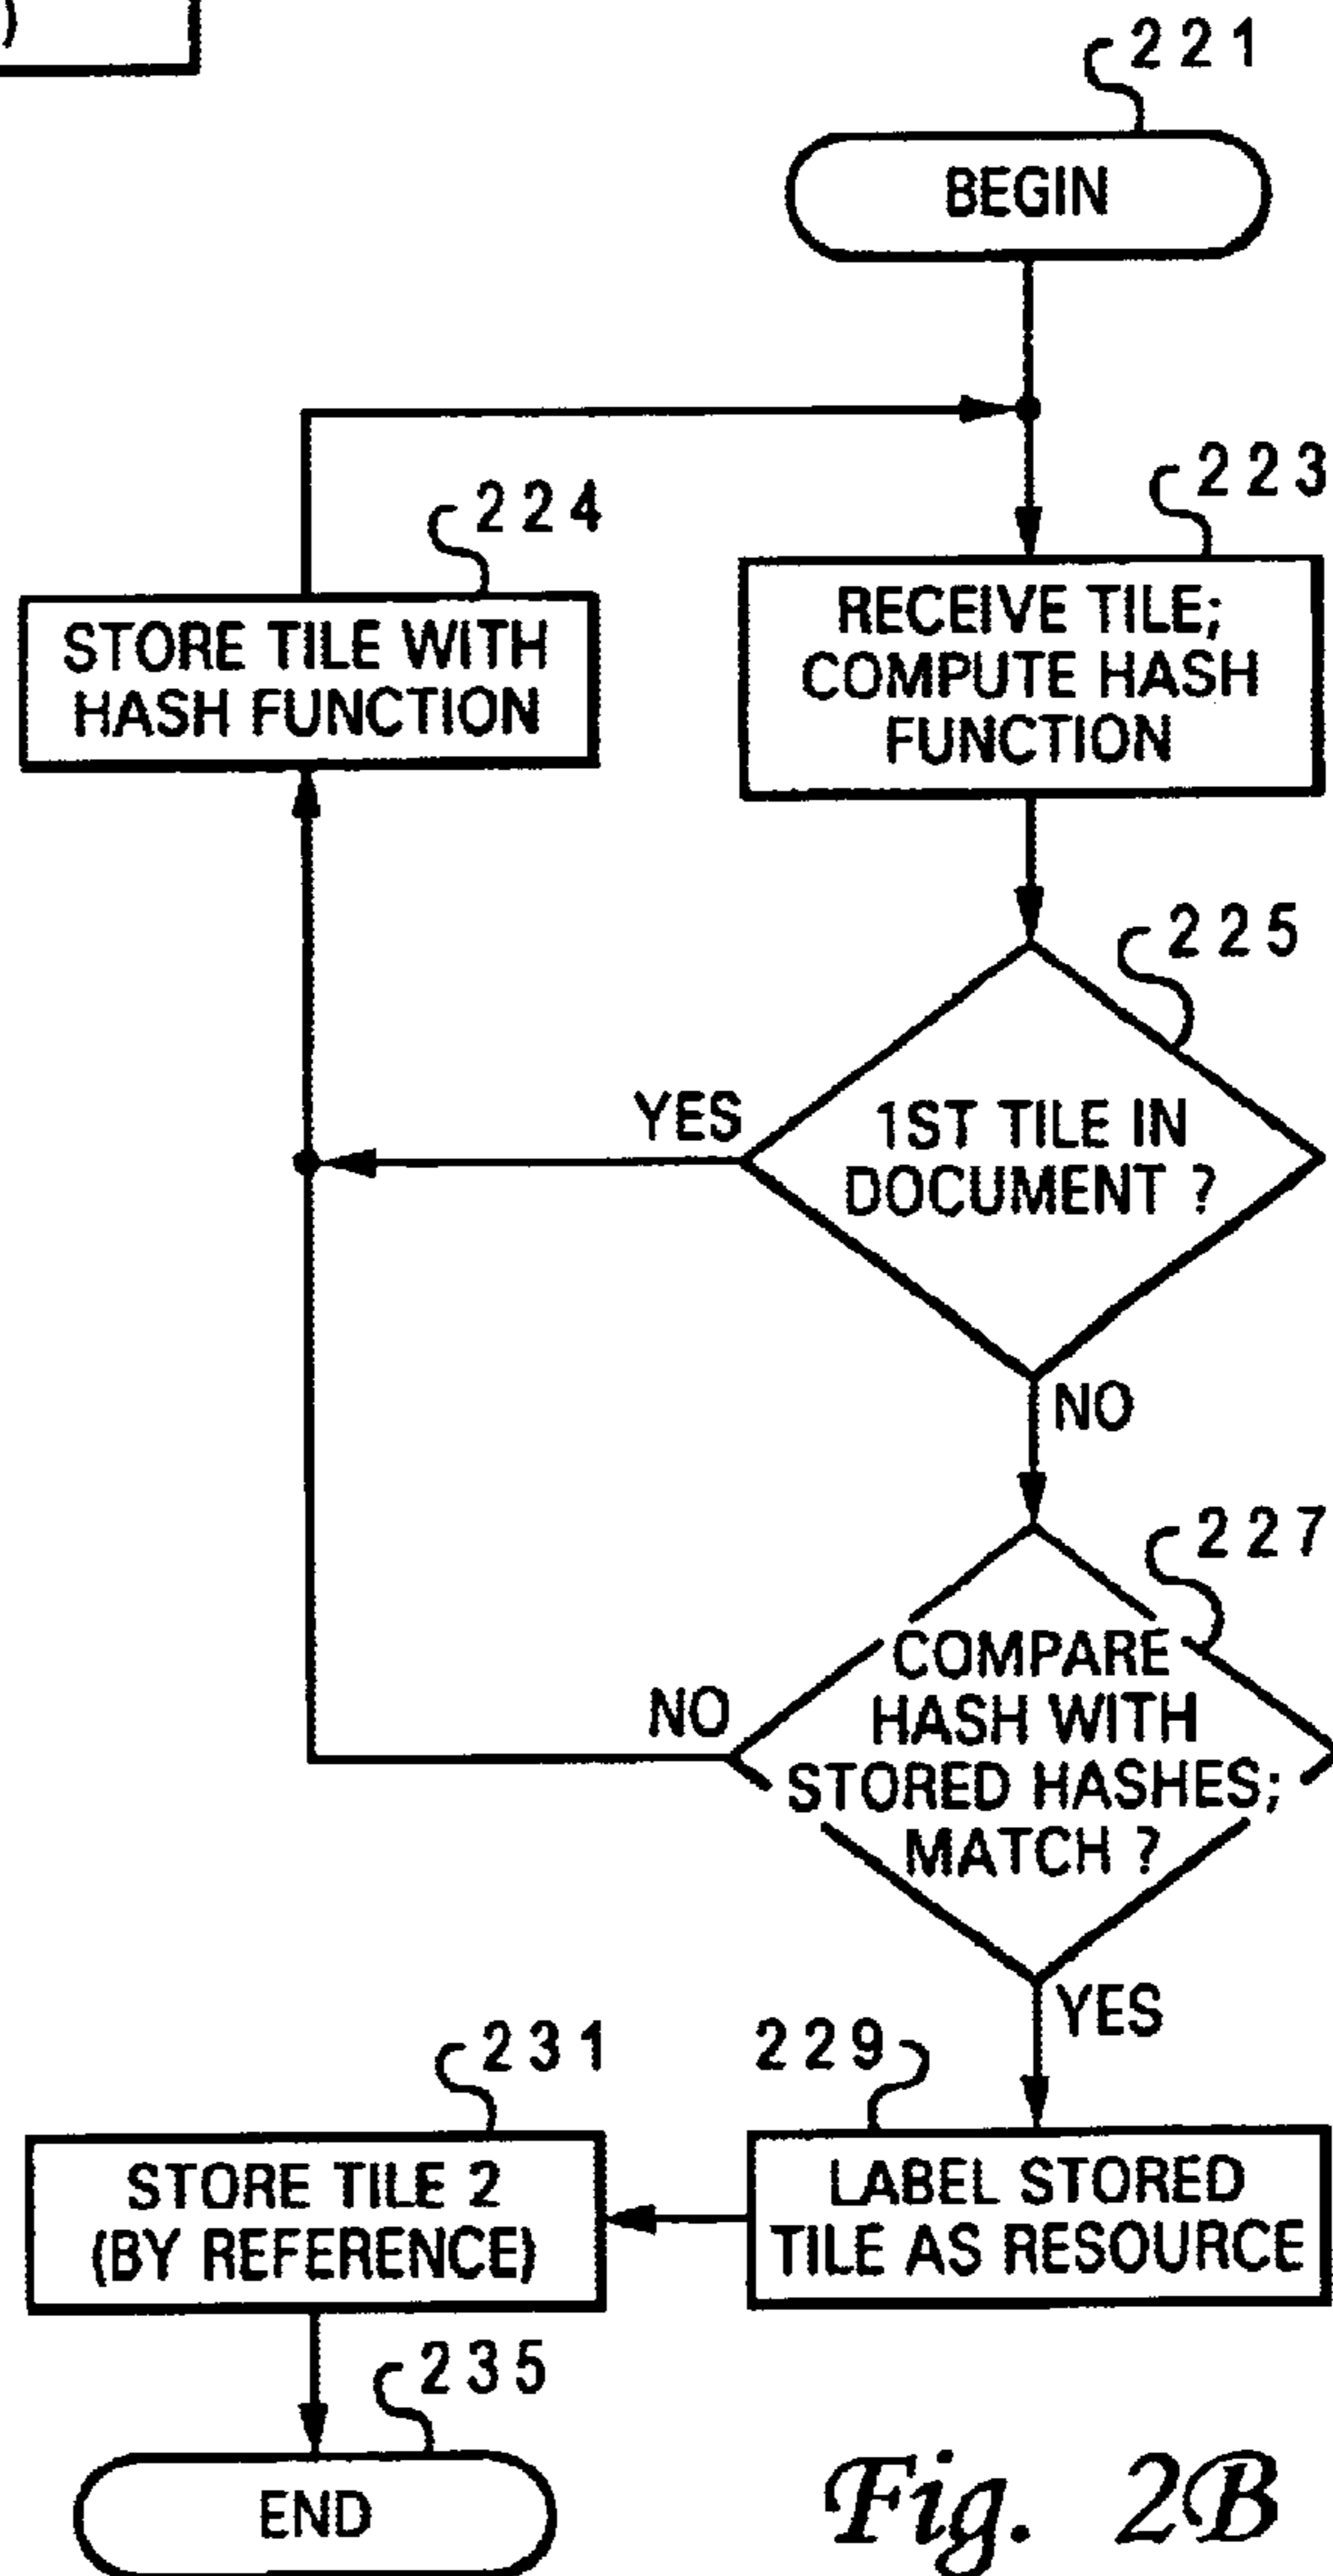 )
221
BEGIN
224
223
STORE TILE WITH
HASH FUNCTION
RECEIVE TILE;
COMPUTE HASH
FUNCTION
225
YES
1ST TILE IN
DOCUMENT ?
NO
227
NO
COMPARE
HASH WITH
STORED HASHES;
MATCH ?
YES
231
229
STORE TILE 2
(BY REFERENCE)
LABEL STORED
TILE AS RESOURCE
235
END
Fig. 2B